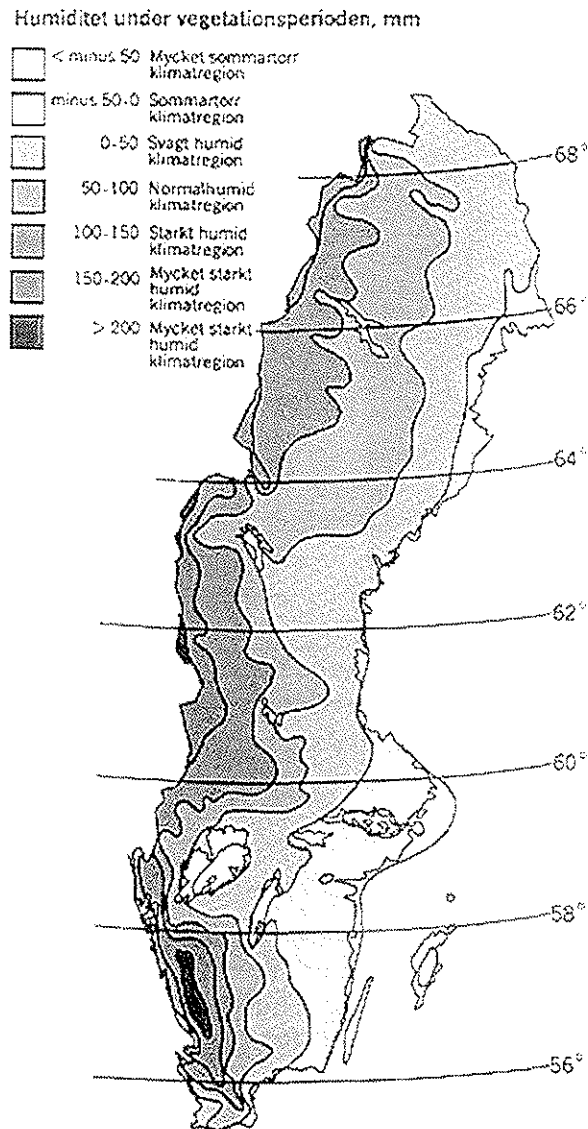 Humiditet under vegetationsperioden, mm
< minus 50 Mycket sommartorr
klimatregion
minus 50-0 Sommartorr
klimatregion
0-50 Svagt humid
klimatregion
50-100 Normalhumid
klimatregion
100-150 Starkt humid
klimatregion
150-200 Mycket starkt
humid
klimatregion
> 200 Mycket starkt
humid
klimatregion
68°
66°
64°
62°
60°
58°
56°